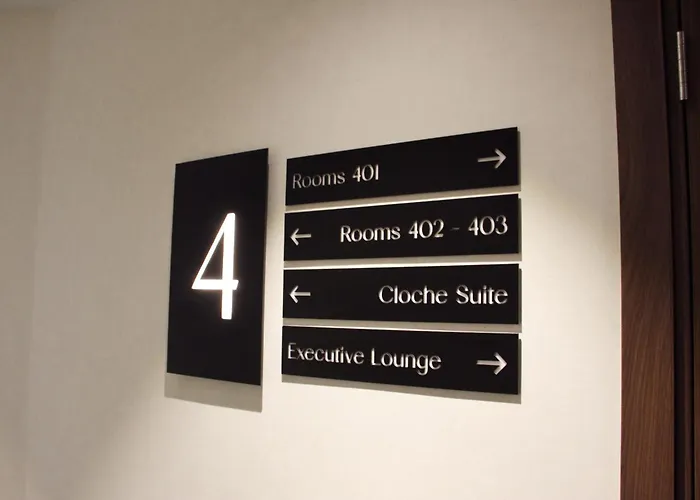 4
Rooms 401 →
← Rooms 402 - 403
← Cloche Suite
Executive Lounge →